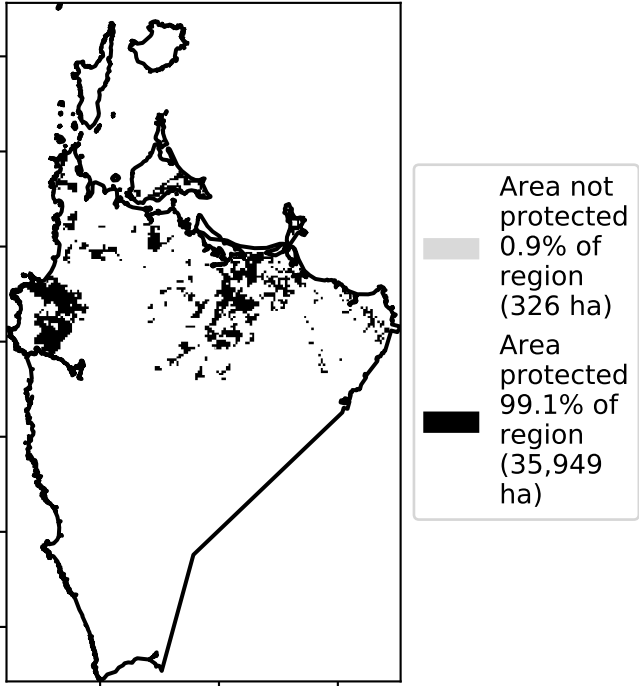 Area not
protected
0.9% of
region
(326 ha)
Area
protected
99.1% of
region
(35,949
ha)